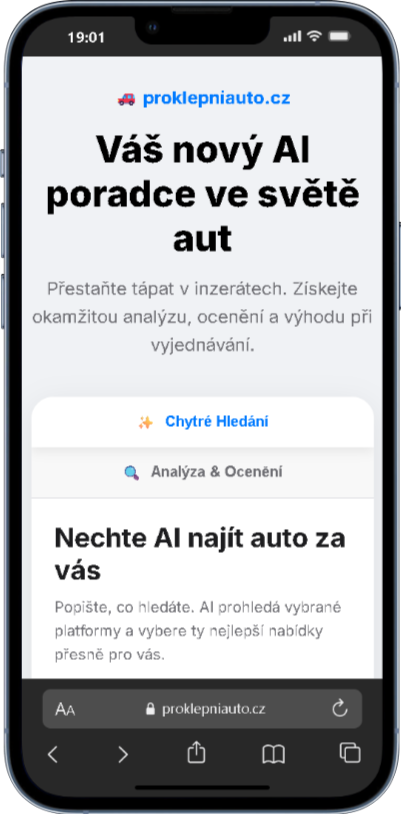 19:01
🚗 proklepniauto.cz
Váš nový AI
poradce ve světě
aut
Přestaňte tápat v inzerátech. Získejte
okamžitou analýzu, ocenění a výhodu při
vyjednávání.
✨ Chytré Hledání
🔍 Analýza & Ocenění
Nechte AI najít auto za
vás
Popište, co hledáte. AI prohledá vybrané
platformy a vybere ty nejlepší nabídky
přesně pro vás.
AA proklepniauto.cz